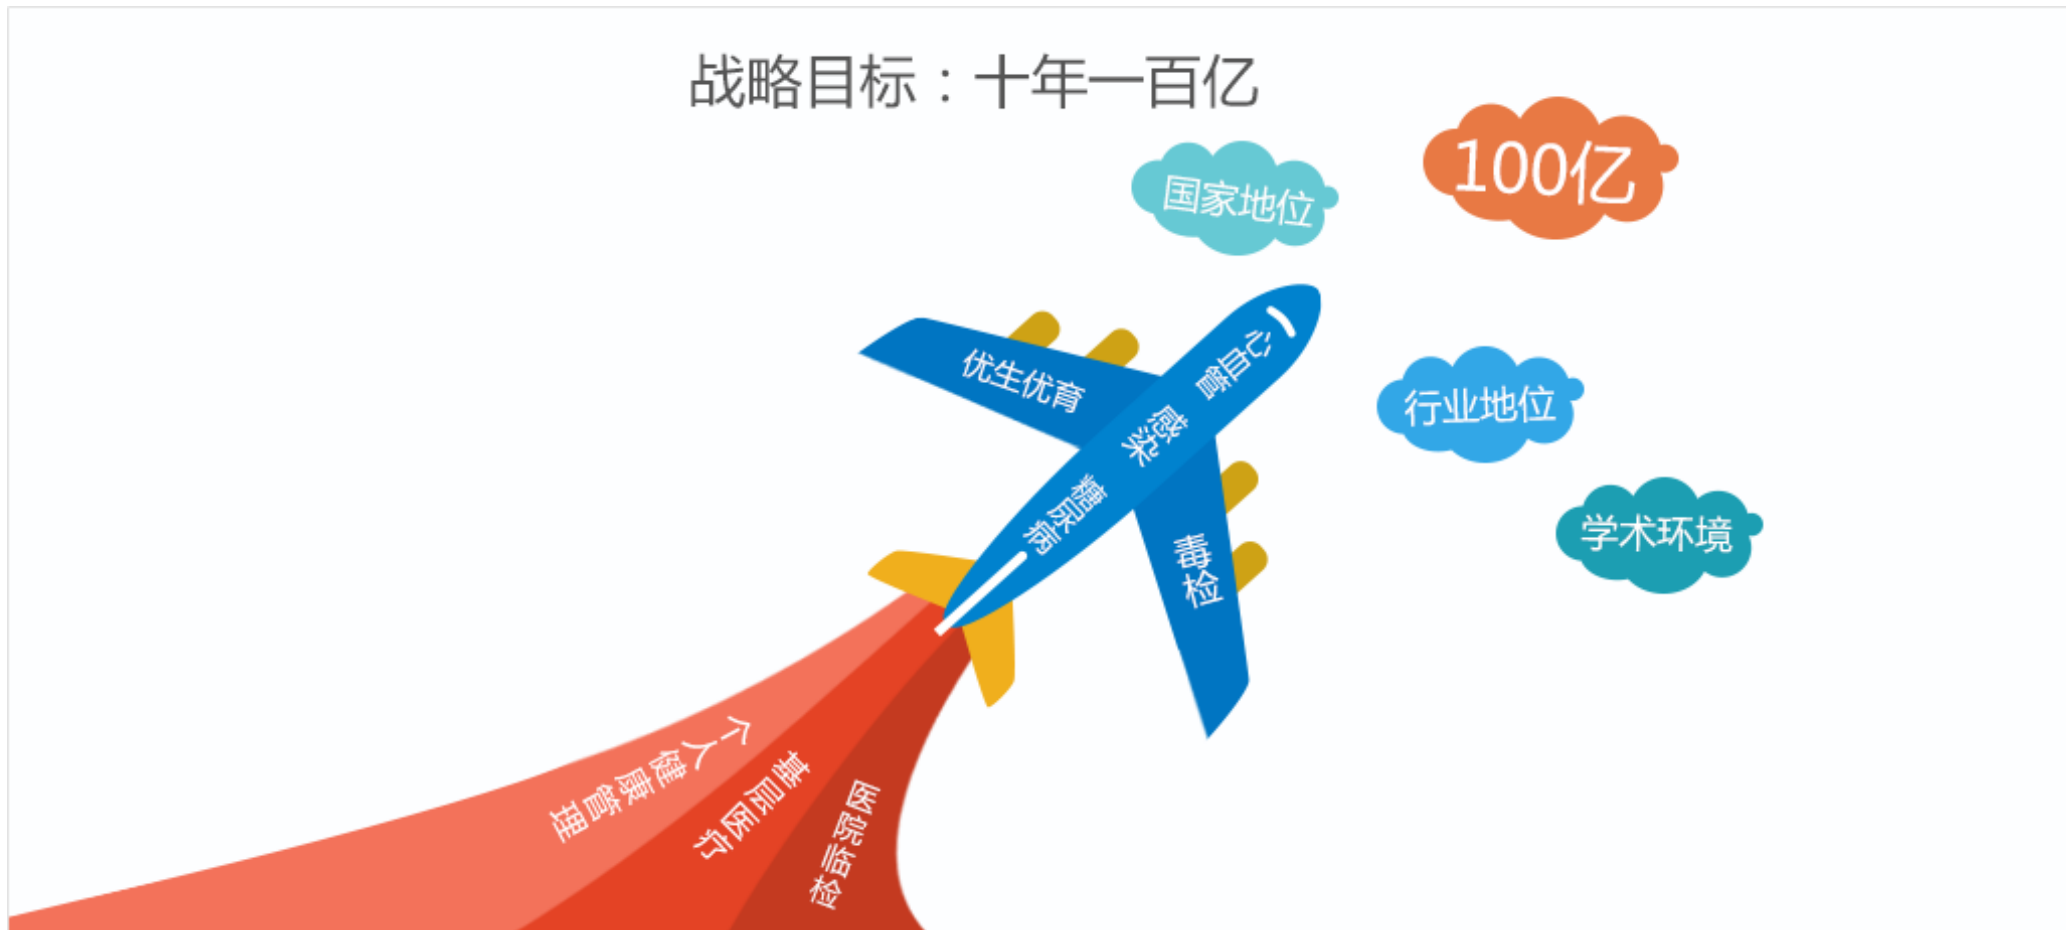 战略目标：十年一百亿
100亿
国家地位
行业地位
学术环境
优生优育
心血管
感染
糖尿病
毒检
个人健康管理
基层医疗
医院临检